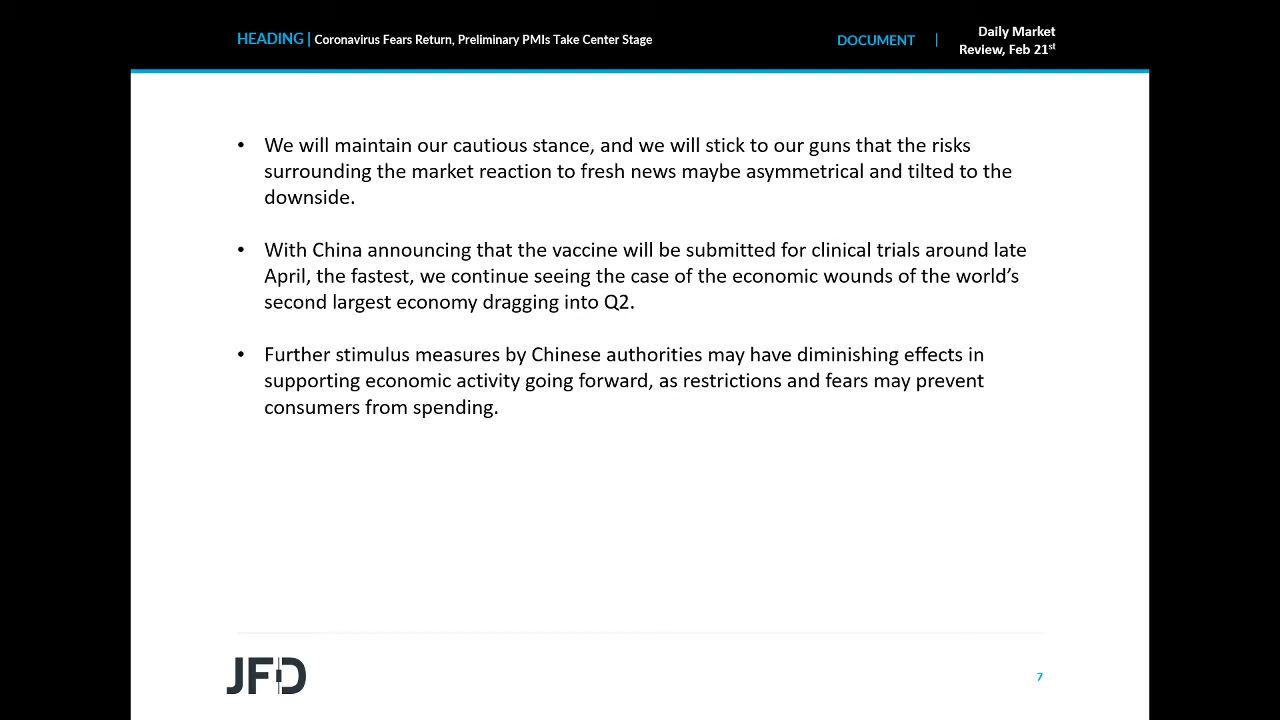 HEADING | Coronavirus Fears Return, Preliminary PMIs Take Center Stage
DOCUMENT | Daily Market
Review, Feb 21st
• We will maintain our cautious stance, and we will stick to our guns that the risks
surrounding the market reaction to fresh news maybe asymmetrical and tilted to the
downside.
• With China announcing that the vaccine will be submitted for clinical trials around late
April, the fastest, we continue seeing the case of the economic wounds of the world’s
second largest economy dragging into Q2.
• Further stimulus measures by Chinese authorities may have diminishing effects in
supporting economic activity going forward, as restrictions and fears may prevent
consumers from spending.
JFD
7